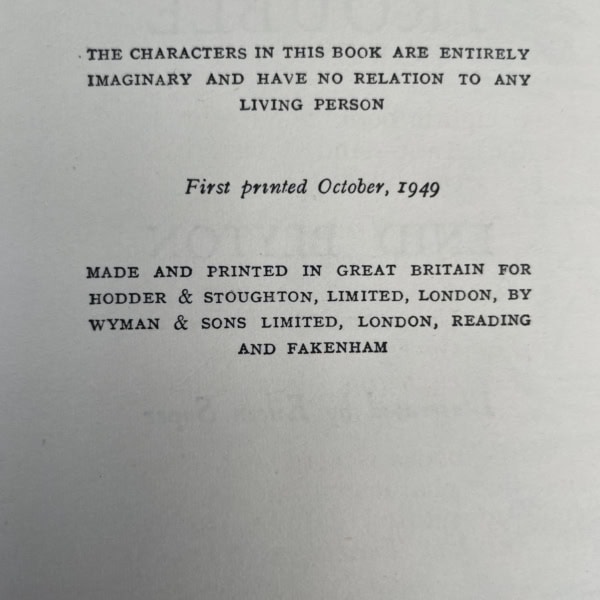 THE CHARACTERS IN THIS BOOK ARE ENTIRELY
IMAGINARY AND HAVE NO RELATION TO ANY
LIVING PERSON
First printed October, 1949
MADE AND PRINTED IN GREAT BRITAIN FOR
HODDER & STOUGHTON, LIMITED, LONDON, BY
WYMAN & SONS LIMITED, LONDON, READING
AND FAKENHAM